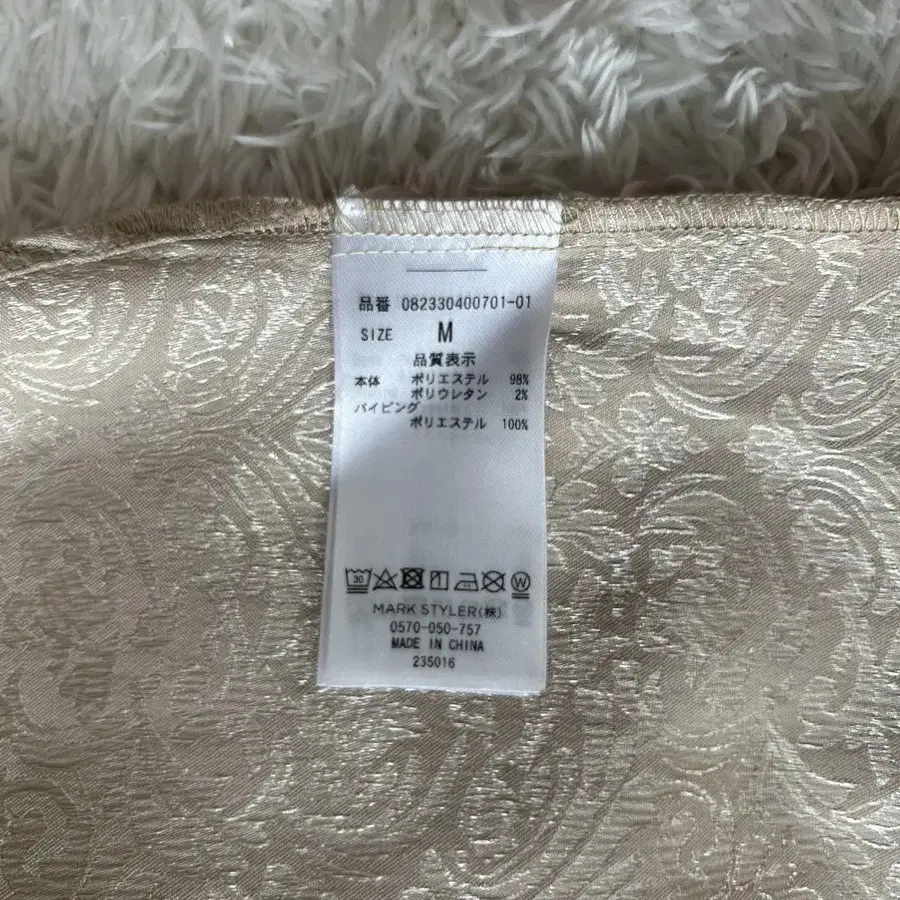 品番 082330400701-01
SIZE M
品質表示
本体 ポリエステル 98%
ポリウレタン 2%
パイピング
ポリエステル 100%
30 W
MARK STYLER(株)
0570-050-757
MADE IN CHINA
235016